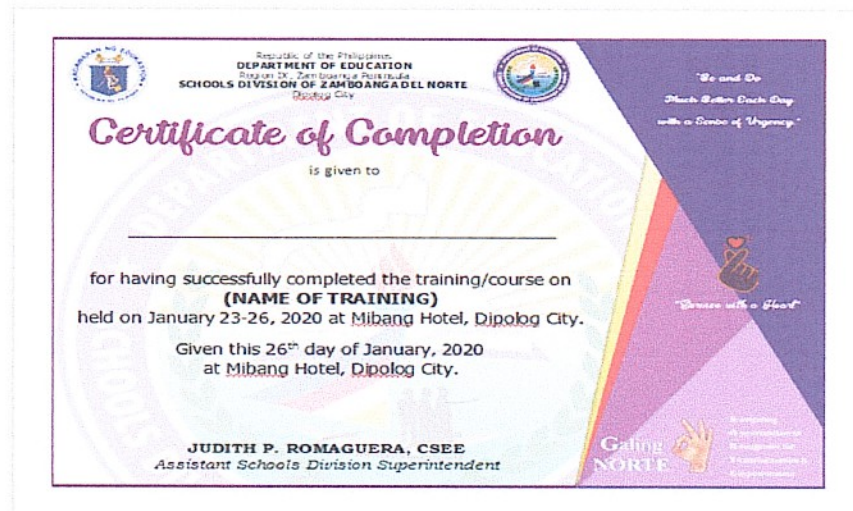 Republic of the Philippines
DEPARTMENT OF EDUCATION
Region IX, Zamboanga Peninsula
SCHOOLS DIVISION OF ZAMBOANGA DEL NORTE
Dipolog City
Certificate of Completion
is given to
for having successfully completed the training/course on
(NAME OF TRAINING)
held on January 23-26, 2020 at Mibang Hotel, Dipolog City.
Given this 26th day of January, 2020
at Mibang Hotel, Dipolog City.
JUDITH P. ROMAGUERA, CSEE
Assistant Schools Division Superintendent
"Be and Do
Much Better Each Day
with a Sense of Urgency."
"Service with a Heart"
Galing
NORTE